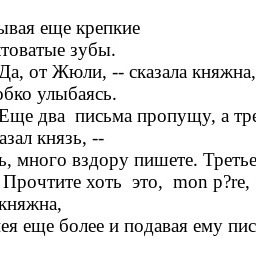 ывая еще крепкие
товатые зубы.
Да, от Жюли, -- сказала княжна,
обко улыбаясь.
Еще два письма пропущу, а тре
азал князь, --
ь, много вздору пишете. Третье
Прочтите хоть это, mon p?re,
княжна,
ея еще более и подавая ему пис